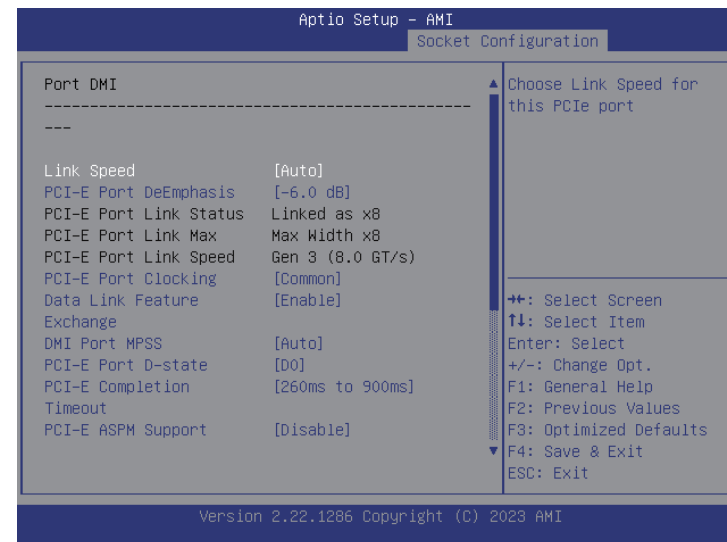 Aptio Setup – AMI
Socket Configuration
Port DMI
-----------------------------------------------
---
Link Speed [Auto]
PCI-E Port DeEmphasis [-6.0 dB]
PCI-E Port Link Status Linked as x8
PCI-E Port Link Max Max Width x8
PCI-E Port Link Speed Gen 3 (8.0 GT/s)
PCI-E Port Clocking [Common]
Data Link Feature [Enable]
Exchange
DMI Port MPSS [Auto]
PCI-E Port D-state [D0]
PCI-E Completion [260ms to 900ms]
Timeout
PCI-E ASPM Support [Disable]
Choose Link Speed for
this PCIe port
→←: Select Screen
↑↓: Select Item
Enter: Select
+/-: Change Opt.
F1: General Help
F2: Previous Values
F3: Optimized Defaults
F4: Save & Exit
ESC: Exit
Version 2.22.1286 Copyright (C) 2023 AMI